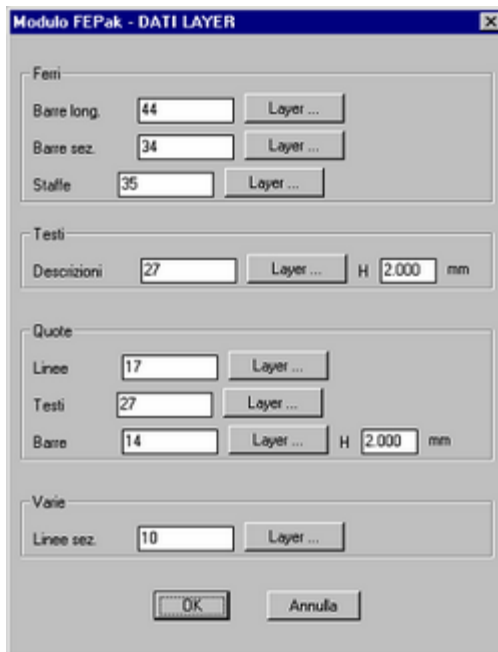 Modulo FEPak - DATI LAYER
Ferri
Barre long. 44 Layer ...
Barre sez. 34 Layer ...
Staffe 35 Layer ...
Testi
Descrizioni 27 Layer ... H 2.000 mm
Quote
Linee 17 Layer ...
Testi 27 Layer ...
Barre 14 Layer ... H 2.000 mm
Varie
Linee sez. 10 Layer ...
OK Annulla